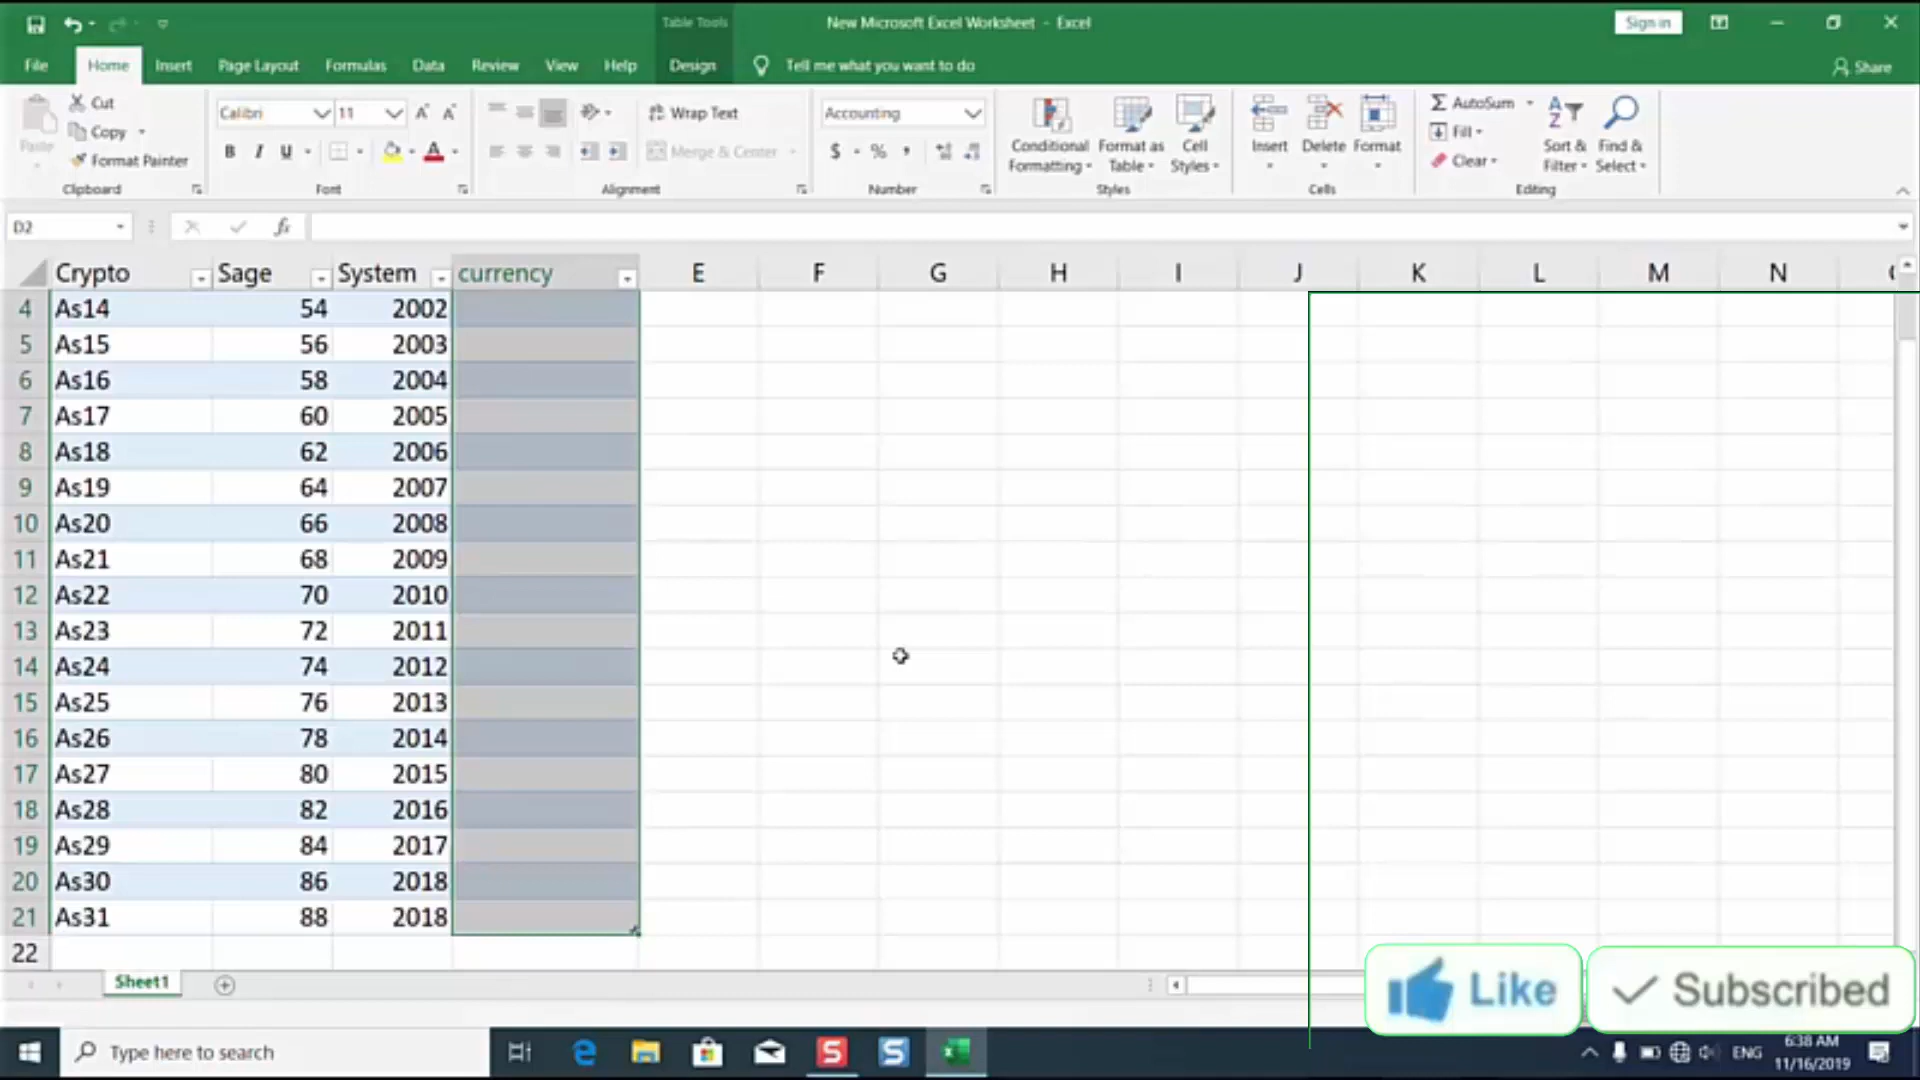 Table Tools
New Microsoft Excel Worksheet - Excel
Sign in
File Home Insert Page Layout Formulas Data Review View Help Design Tell me what you want to do Share
Cut
Copy
Format Painter
Paste
Clipboard
Calibri 11
B I U
Font
Wrap Text
Merge & Center
Alignment
Accounting
$ % ,
Number
Conditional Formatting
Format as Table
Cell Styles
Styles
Insert Delete Format
Cells
AutoSum
Fill
Clear
Sort & Filter
Find & Select
Editing
D2 fx
Crypto Sage System currency E F G H I J K L M N
4 As14 54 2002
5 As15 56 2003
6 As16 58 2004
7 As17 60 2005
8 As18 62 2006
9 As19 64 2007
10 As20 66 2008
11 As21 68 2009
12 As22 70 2010
13 As23 72 2011
14 As24 74 2012
15 As25 76 2013
16 As26 78 2014
17 As27 80 2015
18 As28 82 2016
19 As29 84 2017
20 As30 86 2018
21 As31 88 2018
22
Sheet1
Like Subscribed
Type here to search
ENG
6:38 AM
11/16/2019